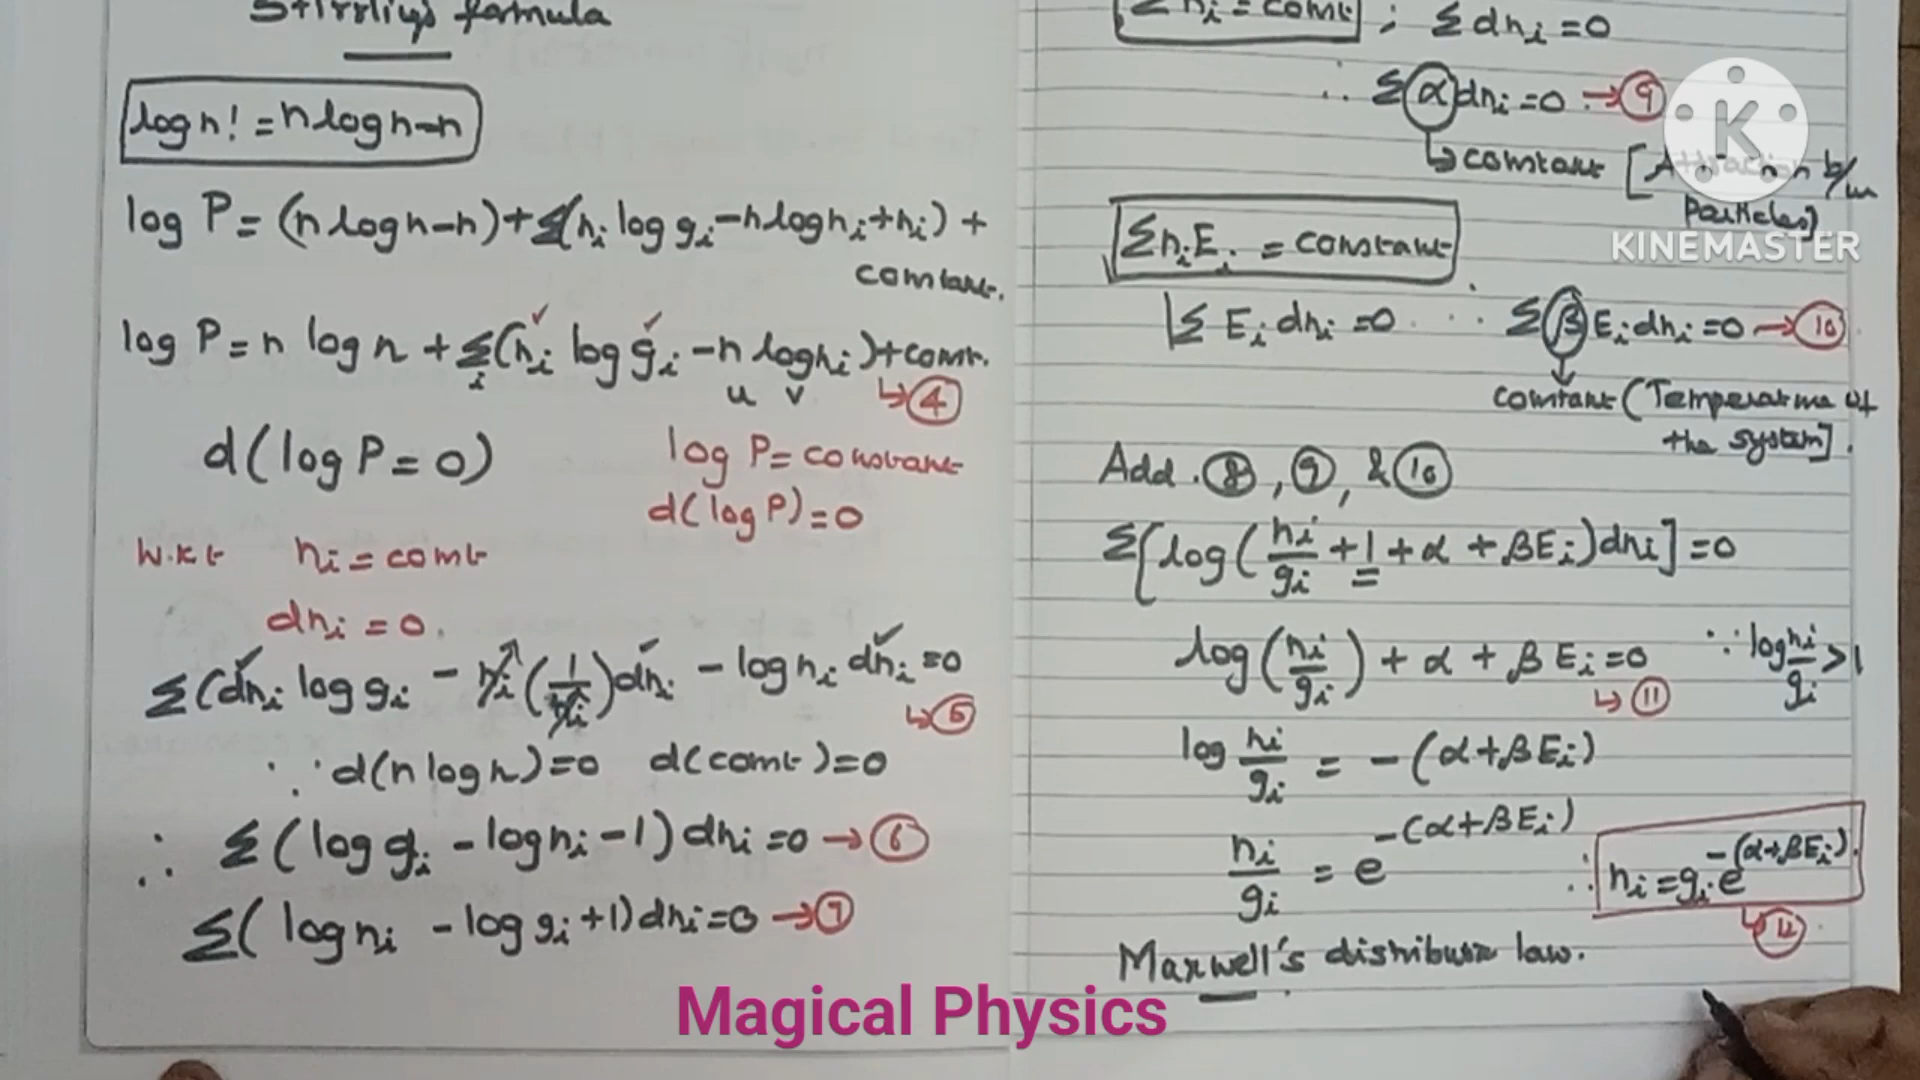 Stirrling's formula
log n! = n log n - n
log P = (n log n - n) + Σ(ni log gi - n log ni + ni) +
constant.
log P = n log n + Σi (ni log gi - n log ni) + const.
u v ↳ ④
d(log P = 0) log P = constant
d(log P) = 0
W.K.t ni = const
dni = 0.
Σ(dni log gi - ni (1/ni) dni - log ni dni = 0
↳ ⑤
∵ d(n log n) = 0 d(const) = 0
∴ Σ(log gi - log ni - 1) dni = 0 → ⑥
Σ(log ni - log gi + 1) dni = 0 → ⑦
Σ ni = const ; Σ dni = 0
∴ Σ α dni = 0 → ⑨
↳ constant [Attraction b/w
Particles]
Σ ni Ei = constant
Σ Ei dni = 0 ∴ Σ β Ei dni = 0 → ⑩
constant (Temperature of
the system].
Add . ⑧, ⑨, & ⑩
Σ[log (ni/gi + 1 + α + βEi) dni] = 0
log (ni/gi) + α + β Ei = 0 ∵ log ni/gi > 1
↳ ⑪
log ni/gi = -(α + βEi)
ni/gi = e^-(α + βEi) ∴ ni = gi . e^-(α + βEi).
↳ ⑫
Maxwell's distribution law.
K
KINEMASTER
Magical Physics